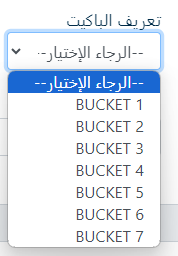 تعريف الباكيت
--الرجاء الإختيار--
--الرجاء الإختيار--
BUCKET 1
BUCKET 2
BUCKET 3
BUCKET 4
BUCKET 5
BUCKET 6
BUCKET 7